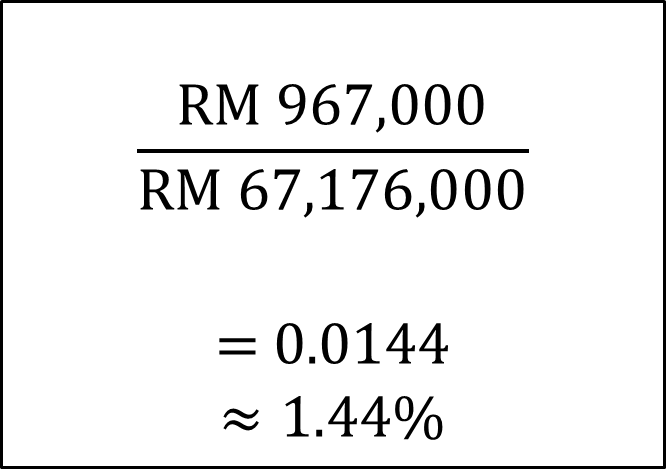 RM 967,000
RM 67,176,000
= 0.0144
≈ 1.44%